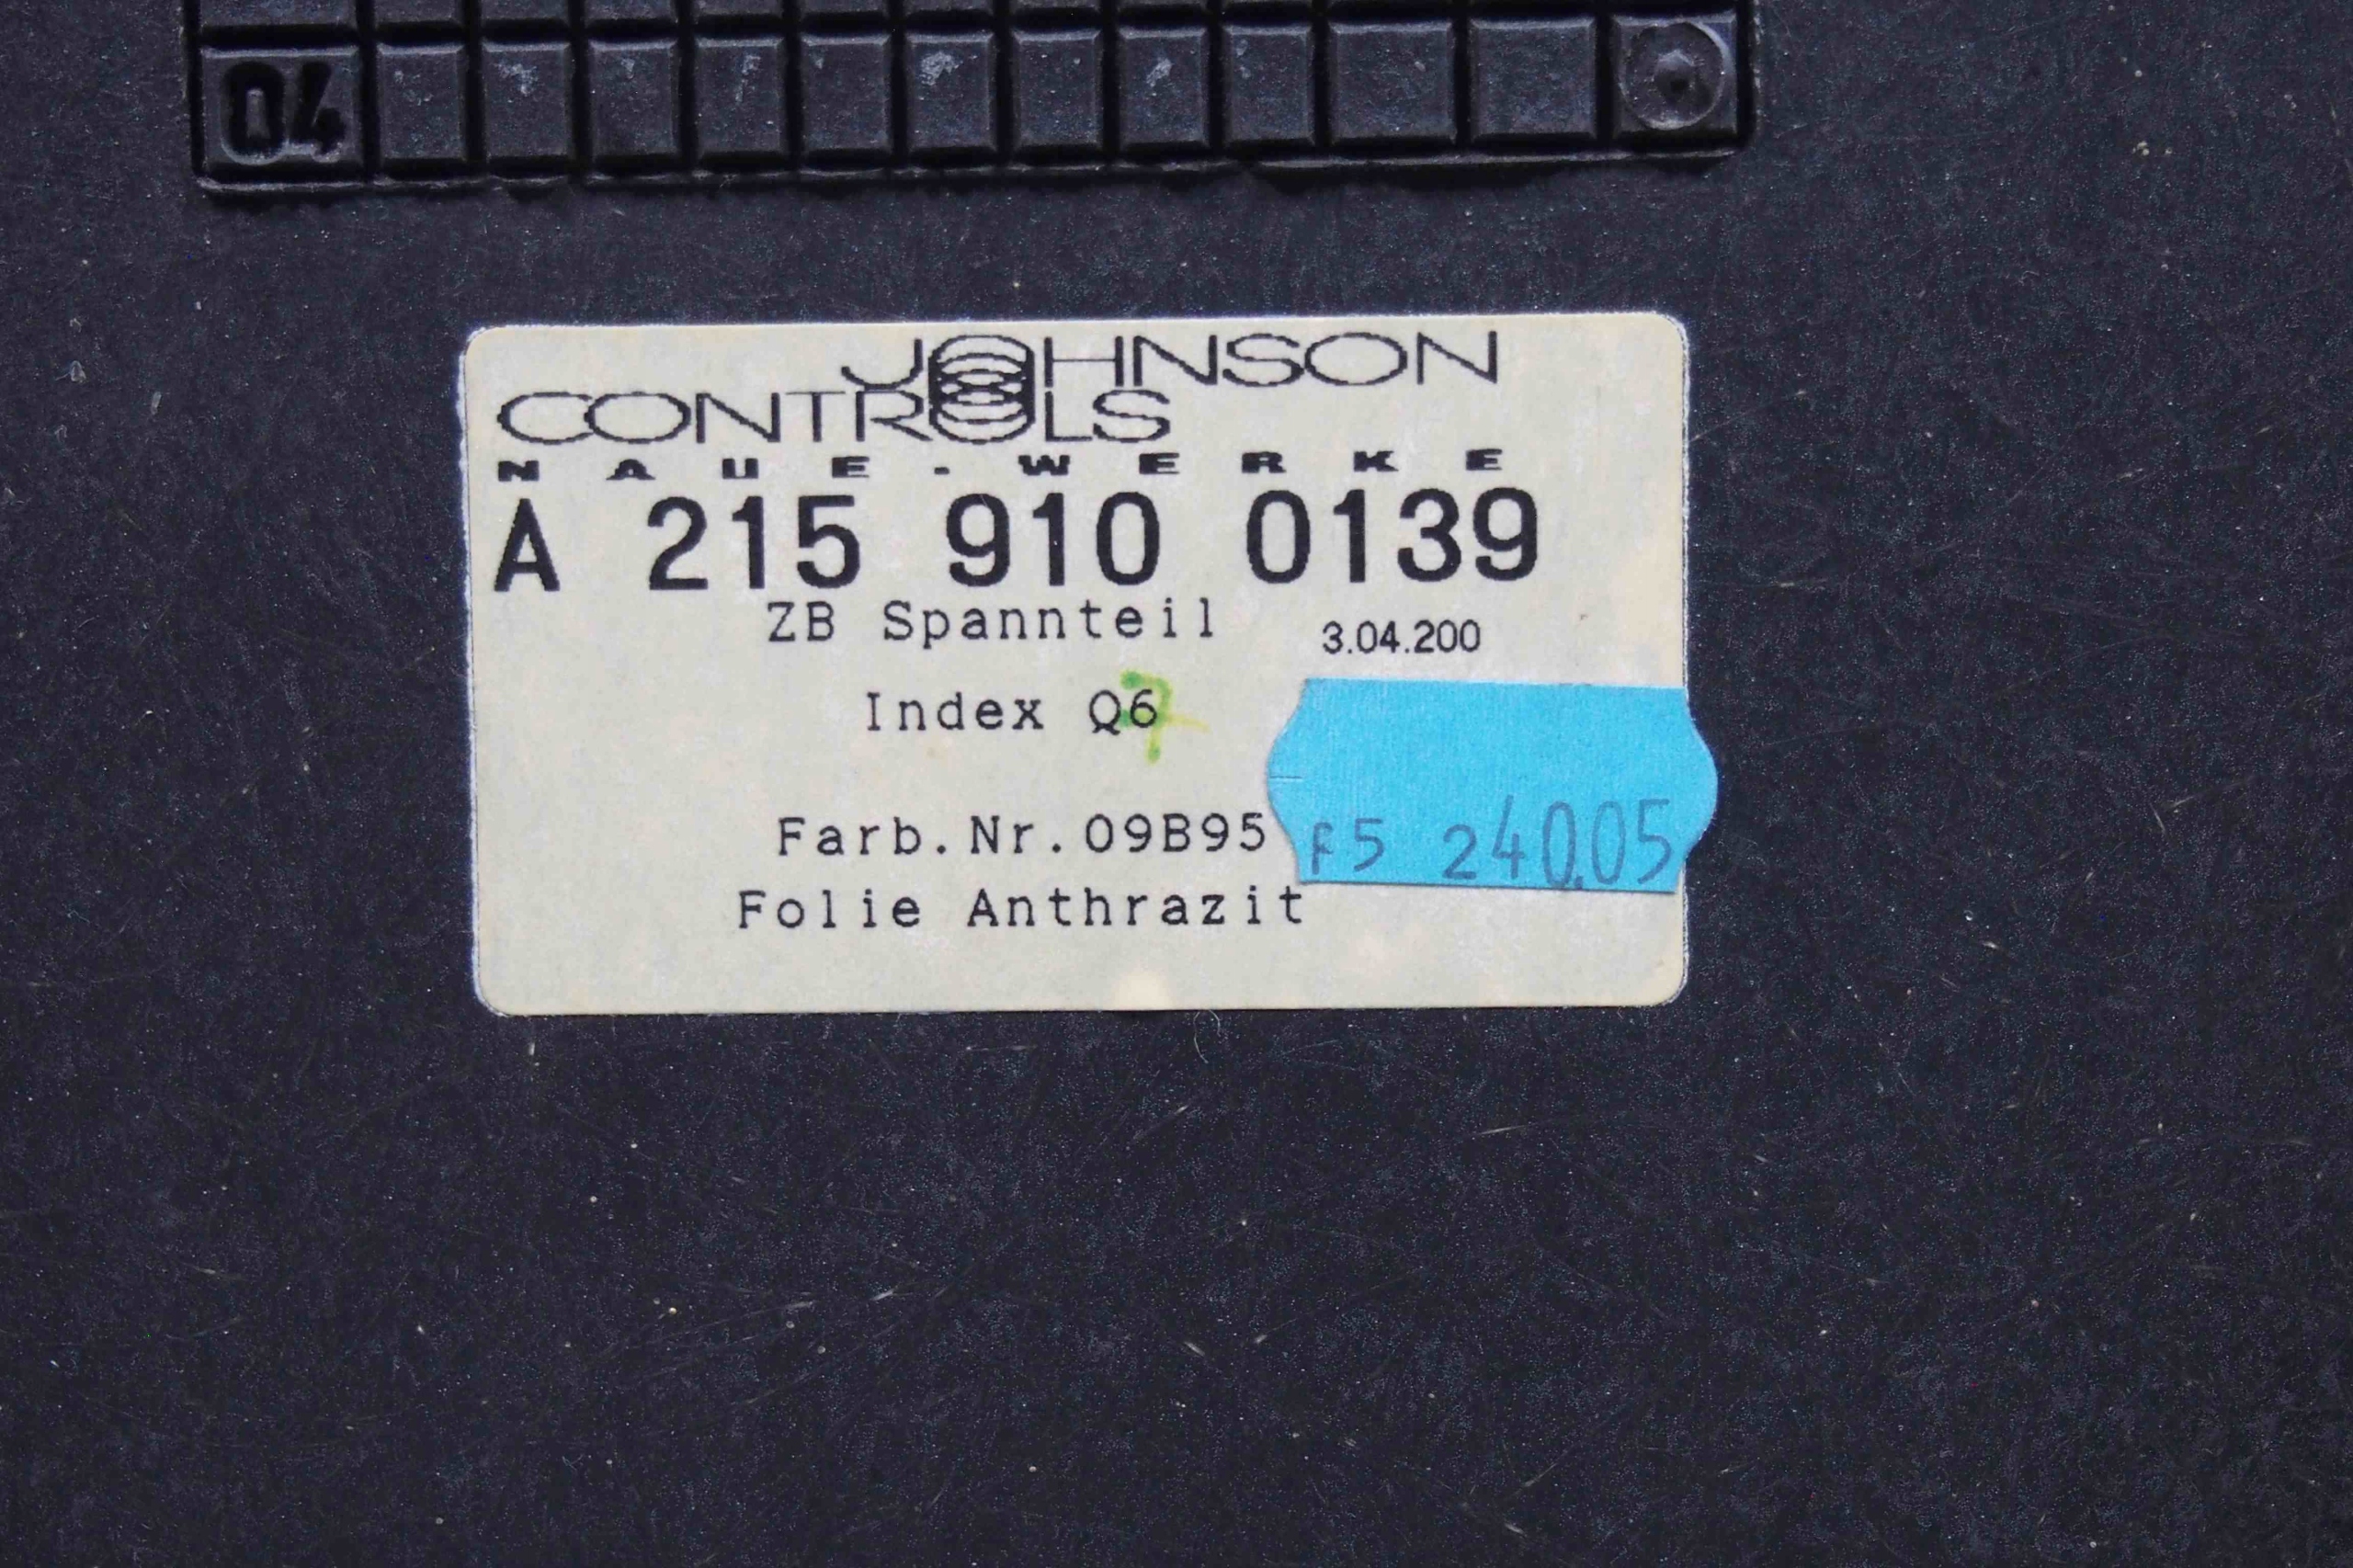 04
JOHNSON
CONTROLS
NAUE-WERKE
A 215 910 0139
ZB Spannteil 3.04.200
Index Q6
7
Farb.Nr.09B95
F5 240.05
Folie Anthrazit